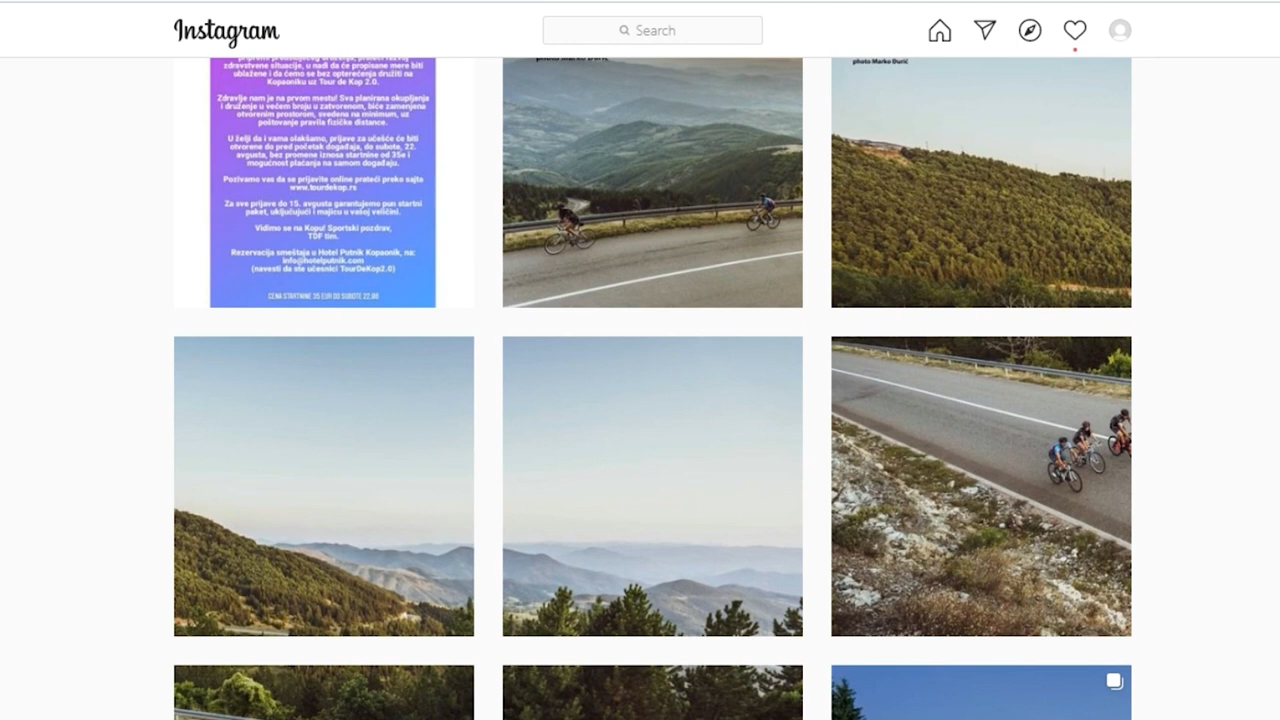 Instagram
Search
zdravstvene situacije, u nadi da će propisane mere biti
ublažene i da ćemo se bez opterećenja družiti na
Kopaoniku uz Tour de Kop 2.0.
Zdravlje nam je na prvom mestu! Sva planirana okupljanja
i druženje u većem broju u zatvorenom, biće zamenjena
otvorenim prostorom, svedena na minimum, uz
poštovanje pravila fizičke distance.
U želji da i vama olakšamo, prijave za učešće će biti
otvorene do pred početak događaja, do subote, 22.
avgusta, bez promene iznosa startnine od 35e i
mogućnost plaćanja na samom događaju.
Pozivamo vas da se prijavite online prateći preko sajta
www.tourdekop.rs
Za sve prijave do 15. avgusta garantujemo pun startni
paket, uključujući i majicu u vašoj veličini.
Vidimo se na Kopu! Sportski pozdrav,
TDF tim.
Rezervacija smeštaja u Hotel Putnik Kopaonik, na:
info@hotelputnik.com
(navesti da ste učesnici TourDeKop2.0)
CENA STARTNINE 35 EUR DO SUBOTE 22,08
photo Marko Đurić